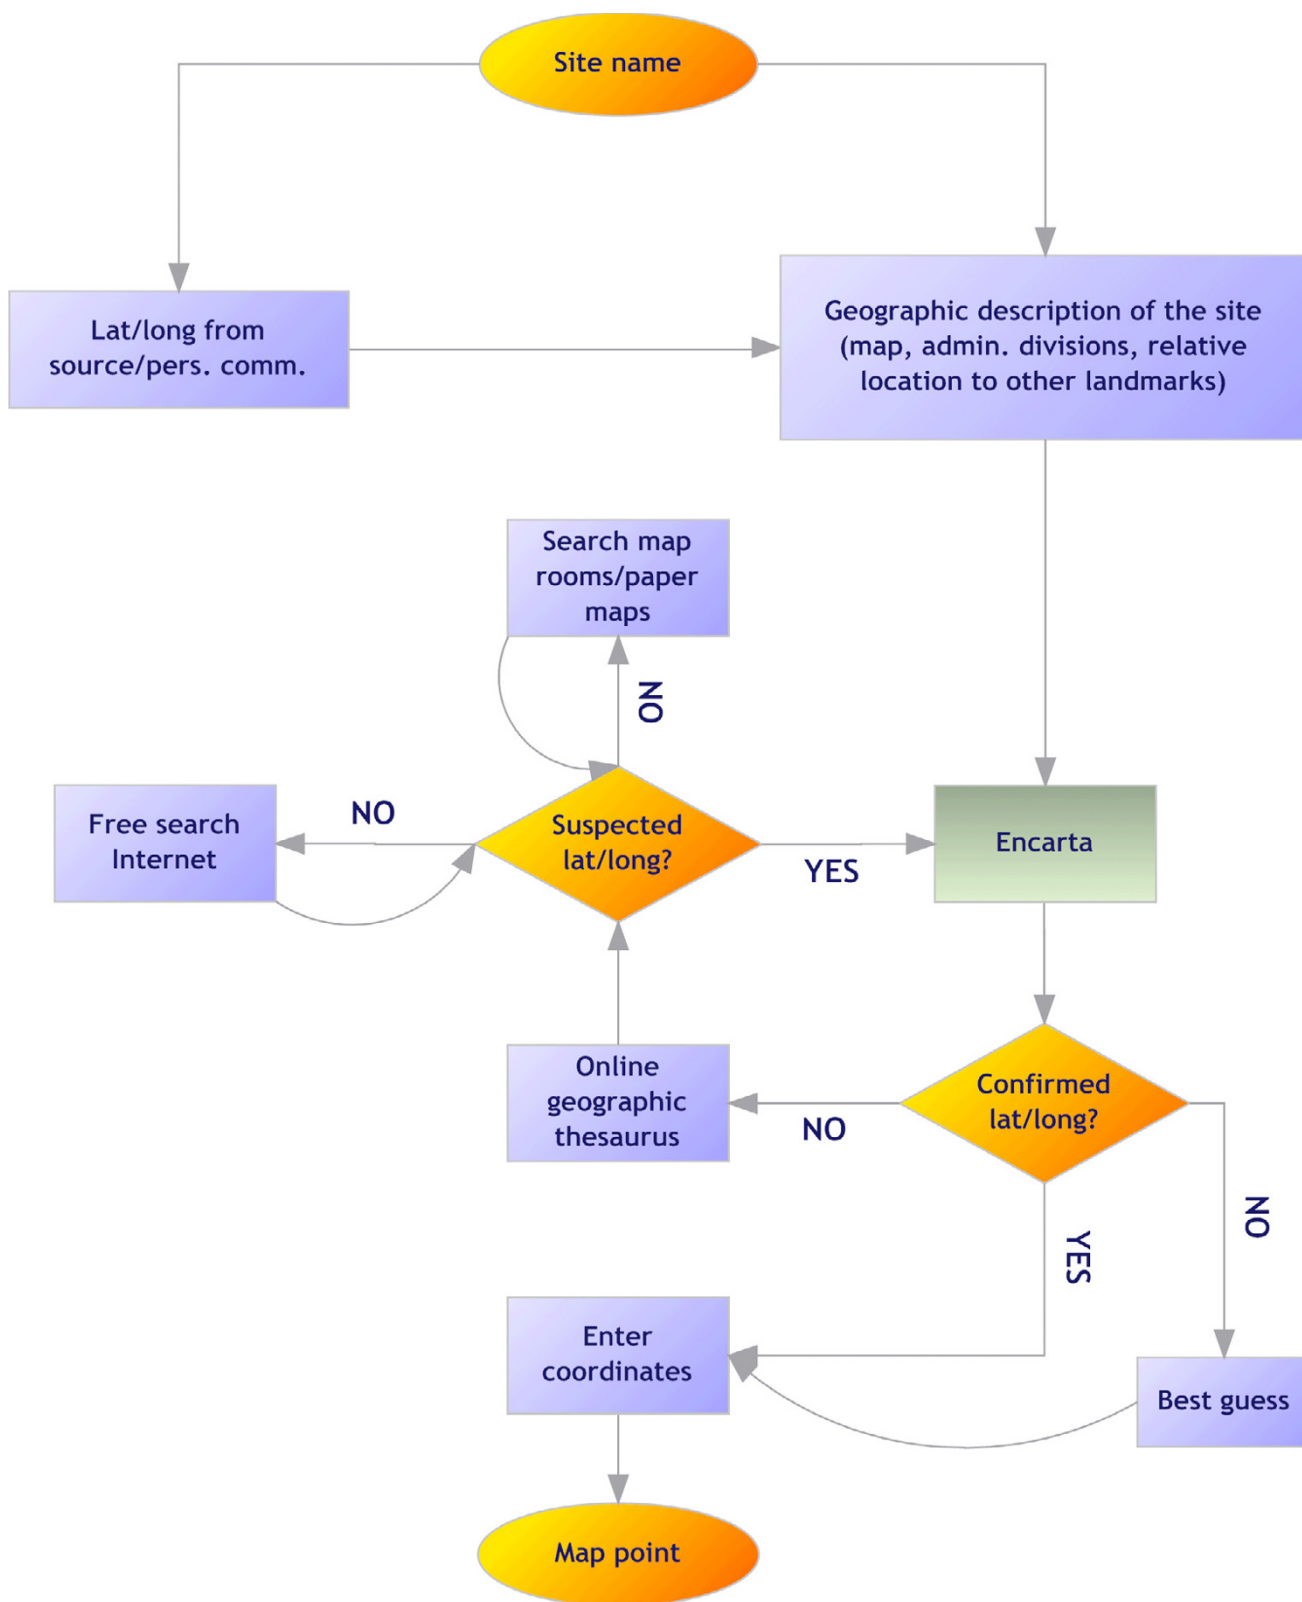 Site name
Lat/long from
source/pers. comm.
Geographic description of the site
(map, admin. divisions, relative
location to other landmarks)
Search map
rooms/paper
maps
NO
Free search
Internet
NO
Suspected
lat/long?
YES
Encarta
Online
geographic
thesaurus
NO
Confirmed
lat/long?
NO
YES
Enter
coordinates
Best guess
Map point